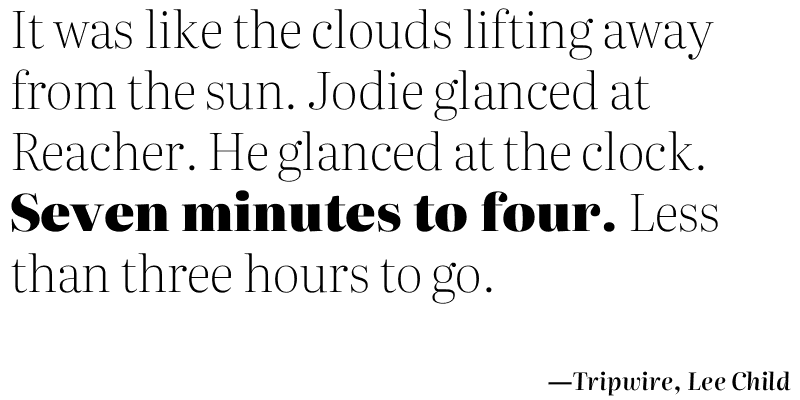 It was like the clouds lifting away
from the sun. Jodie glanced at
Reacher. He glanced at the clock.
Seven minutes to four. Less
than three hours to go.
—Tripwire, Lee Child